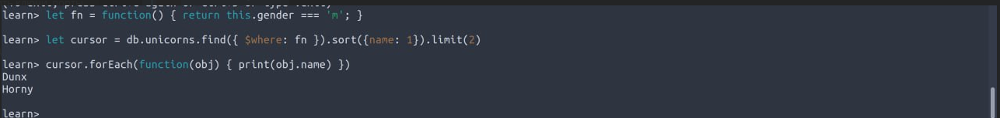 learn> let fn = function() { return this.gender === 'm'; }
learn> let cursor = db.unicorns.find({ $where: fn }).sort({name: 1}).limit(2)
learn> cursor.forEach(function(obj) { print(obj.name) })
Dunx
Horny
learn>